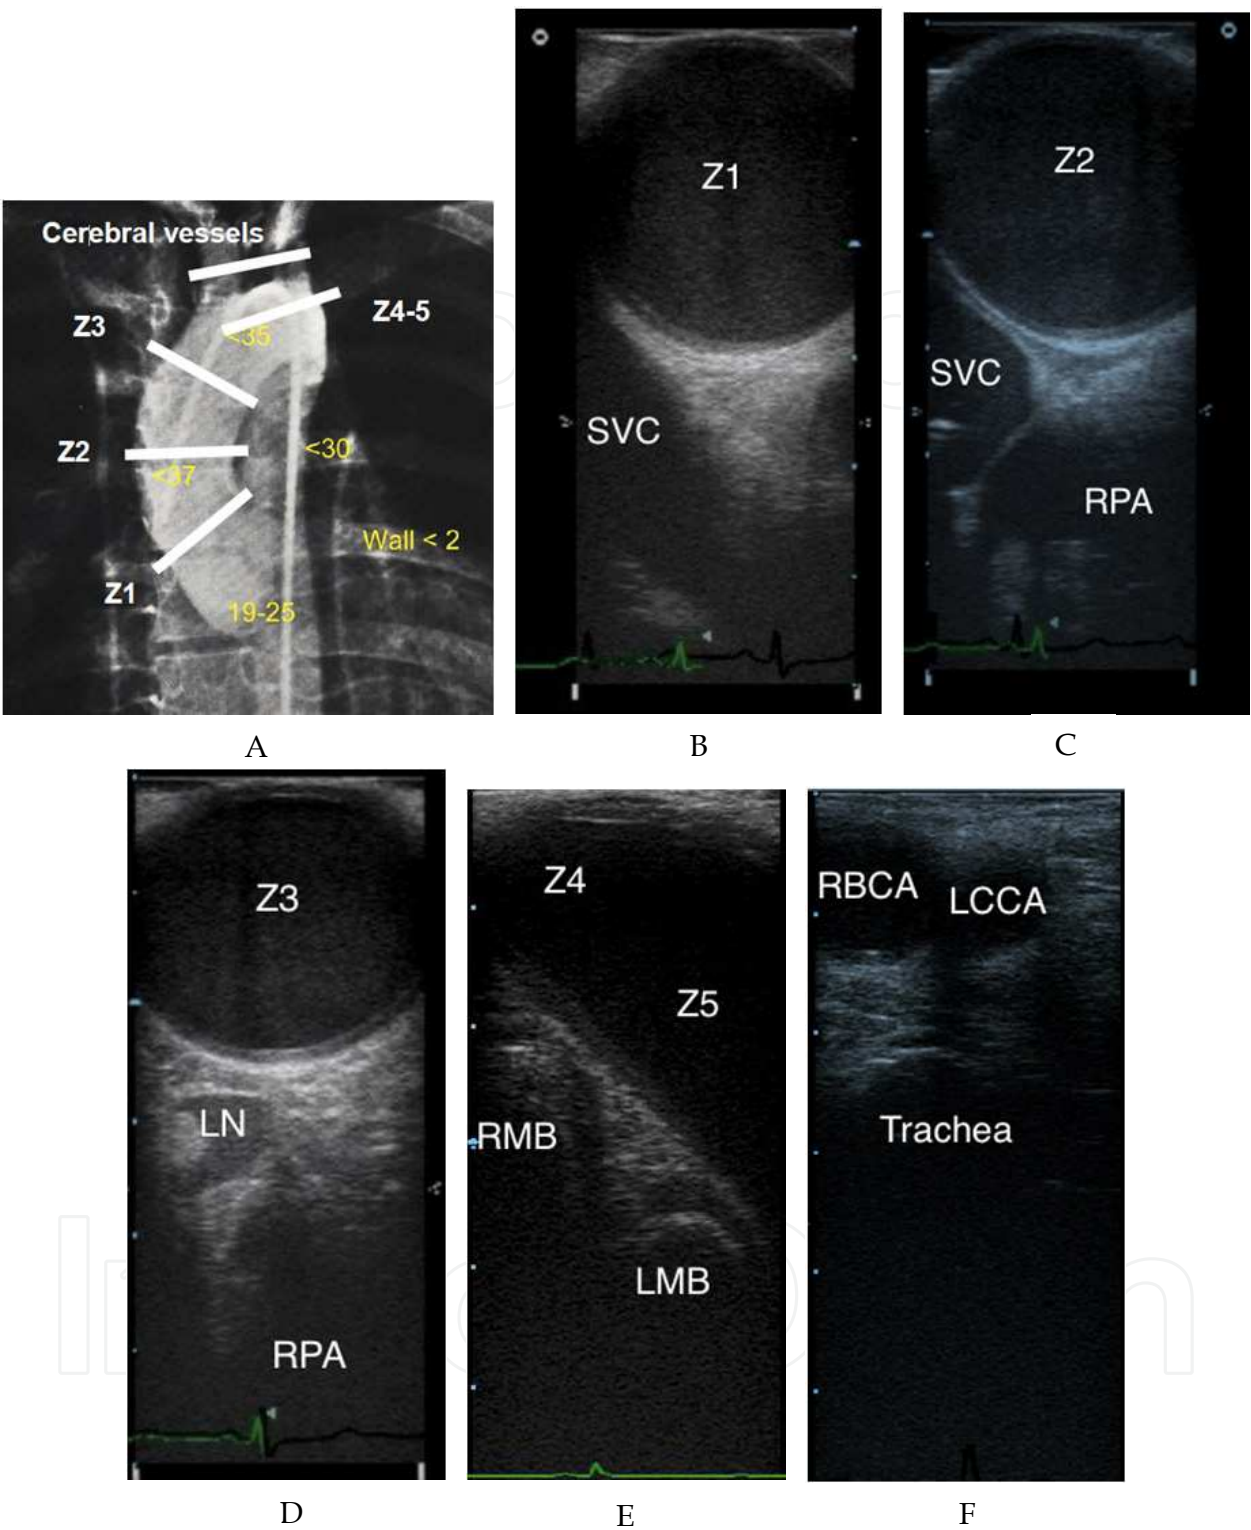 Cerebral vessels
Z3
Z4-5
<35
Z2
<37
<30
Wall < 2
Z1
19-25
A
Z1
SVC
B
Z2
SVC
RPA
C
Z3
LN
RPA
D
Z4
Z5
RMB
LMB
E
RBCA
LCCA
Trachea
F